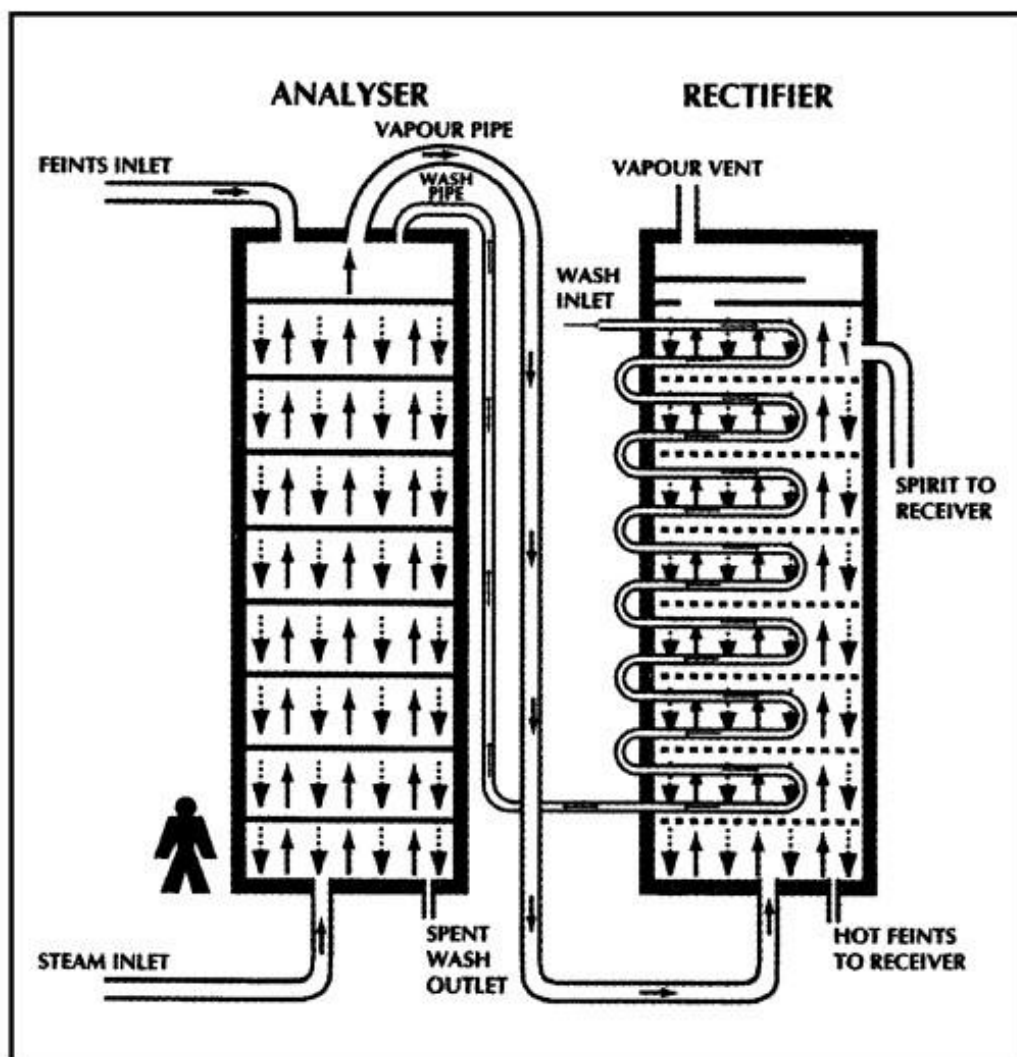 ANALYSER
RECTIFIER
VAPOUR PIPE
FEINTS INLET
WASH
PIPE
VAPOUR VENT
WASH
INLET
SPIRIT TO
RECEIVER
STEAM INLET
SPENT
WASH
OUTLET
HOT FEINTS
TO RECEIVER